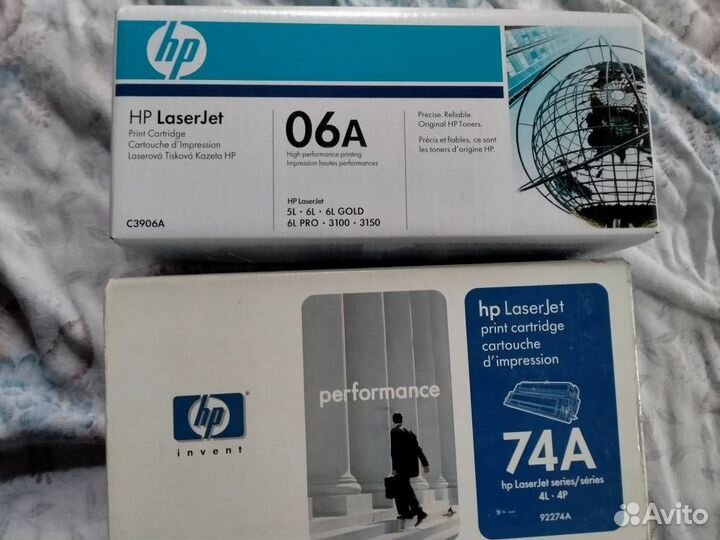 hp
HP LaserJet
Print Cartridge
Cartouche d'Impression
Laserová Tisková Kazeta HP
C3906A
06A
High performance printing
Impression hautes performances
HP LaserJet
5L · 6L · 6L GOLD
6L PRO · 3100 · 3150
Precise. Reliable.
Original HP Toners.
Précis et fiables, ce sont
les toners d'origine HP.
hp
invent
performance
hp LaserJet
print cartridge
cartouche
d'impression
74A
hp LaserJet series/séries
4L · 4P
92274A
Avito